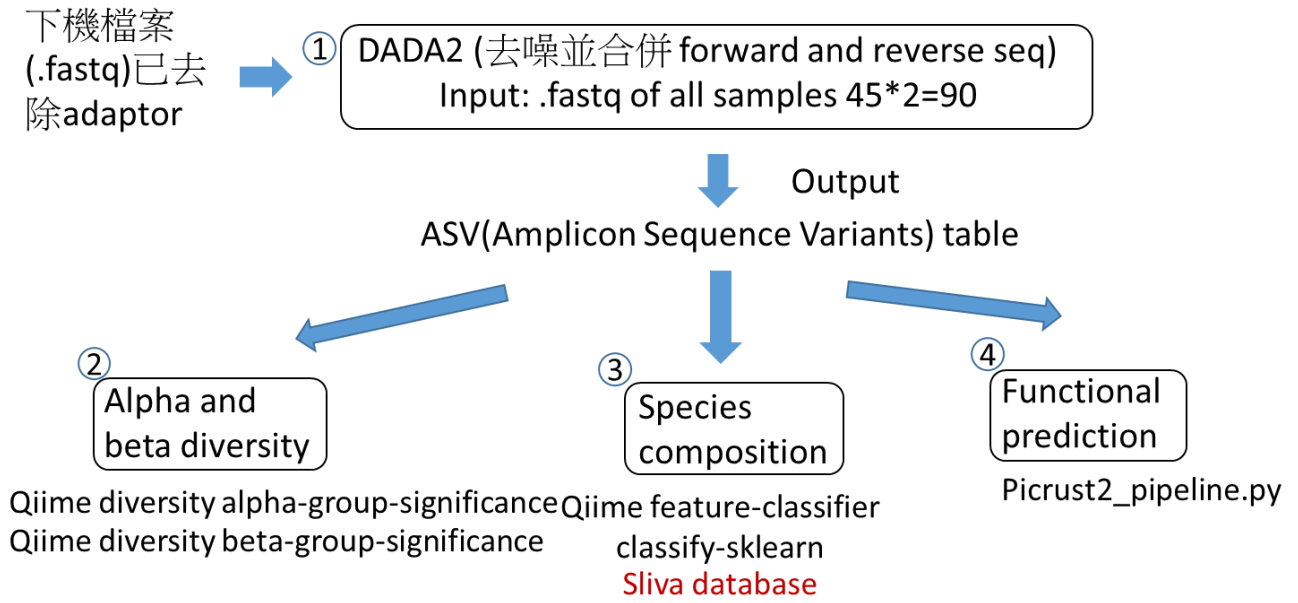 下機檔案
(.fastq)已去
除adaptor
①
DADA2 (去噪並合併 forward and reverse seq)
Input: .fastq of all samples 45*2=90
Output
ASV(Amplicon Sequence Variants) table
②
Alpha and
beta diversity
Qiime diversity alpha-group-significance
Qiime diversity beta-group-significance
③
Species
composition
Qiime feature-classifier
classify-sklearn
Sliva database
④
Functional
prediction
Picrust2_pipeline.py